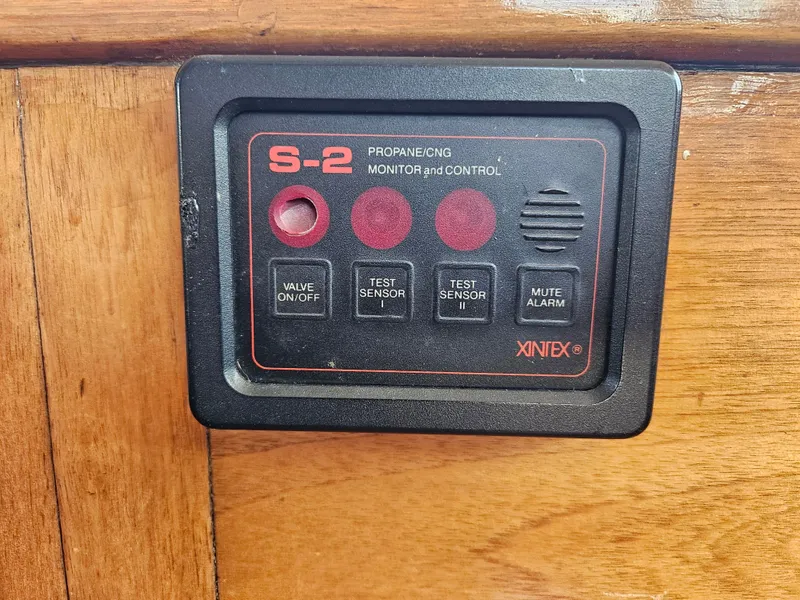 S-2
PROPANE/CNG
MONITOR and CONTROL
VALVE
ON/OFF
TEST
SENSOR
I
TEST
SENSOR
II
MUTE
ALARM
XINTEX®